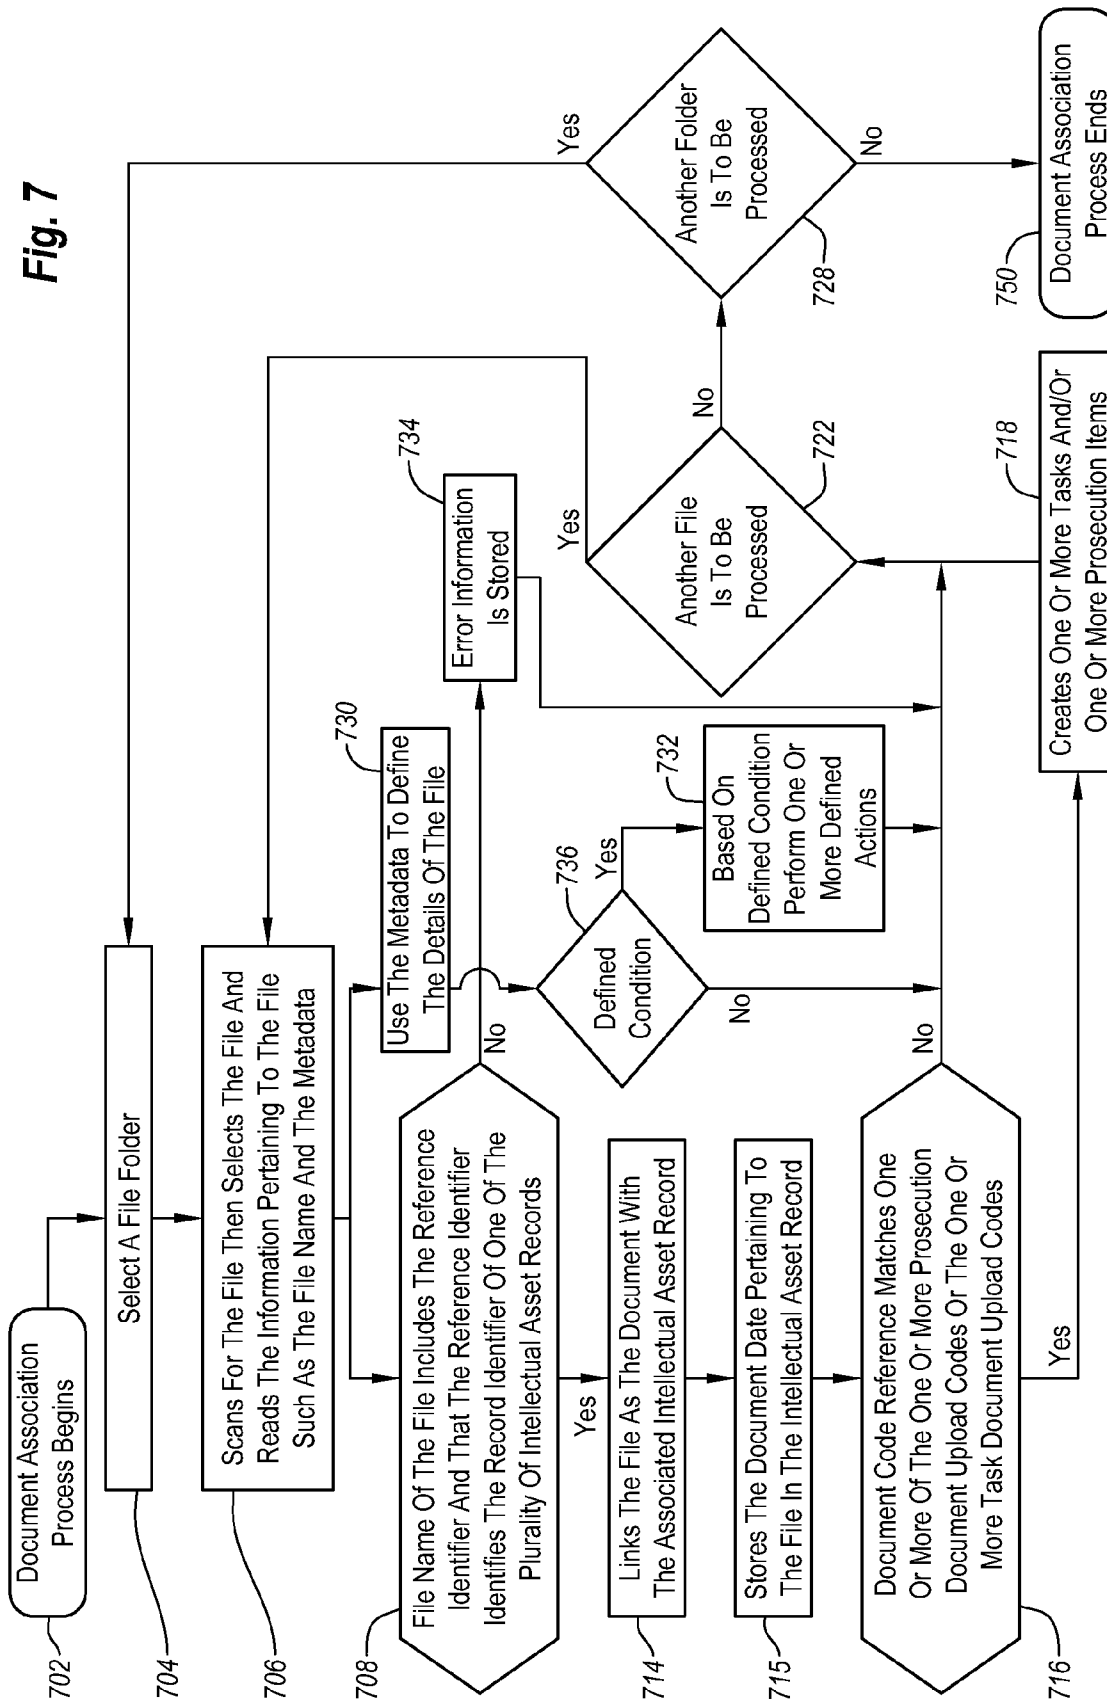 Fig. 7
Document Association
Process Begins
702
Select A File Folder
704
Scans For The File Then Selects The File And
Reads The Information Pertaining To The File
Such As The File Name And The Metadata
706
File Name Of The File Includes The Reference
Identifier And That The Reference Identifier
Identifies The Record Identifier Of One Of The
Plurality Of Intellectual Asset Records
708
No
Yes
Use The Metadata To Define
The Details Of The File
730
Error Information
Is Stored
734
Defined
Condition
736
Yes
No
Based On
Defined Condition
Perform One Or
More Defined
Actions
732
Links The File As The Document With
The Associated Intellectual Asset Record
714
Stores The Document Date Pertaining To
The File In The Intellectual Asset Record
715
Document Code Reference Matches One
Or More Of The One Or More Prosecution
Document Upload Codes Or The One Or
More Task Document Upload Codes
716
No
Yes
Creates One Or More Tasks And/Or
One Or More Prosecution Items
718
Another File
Is To Be
Processed
722
Yes
No
Another Folder
Is To Be
Processed
728
Yes
No
Document Association
Process Ends
750